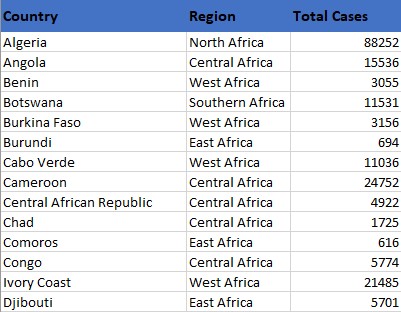 Country Region Total Cases
Algeria North Africa 88252
Angola Central Africa 15536
Benin West Africa 3055
Botswana Southern Africa 11531
Burkina Faso West Africa 3156
Burundi East Africa 694
Cabo Verde West Africa 11036
Cameroon Central Africa 24752
Central African Republic Central Africa 4922
Chad Central Africa 1725
Comoros East Africa 616
Congo Central Africa 5774
Ivory Coast West Africa 21485
Djibouti East Africa 5701